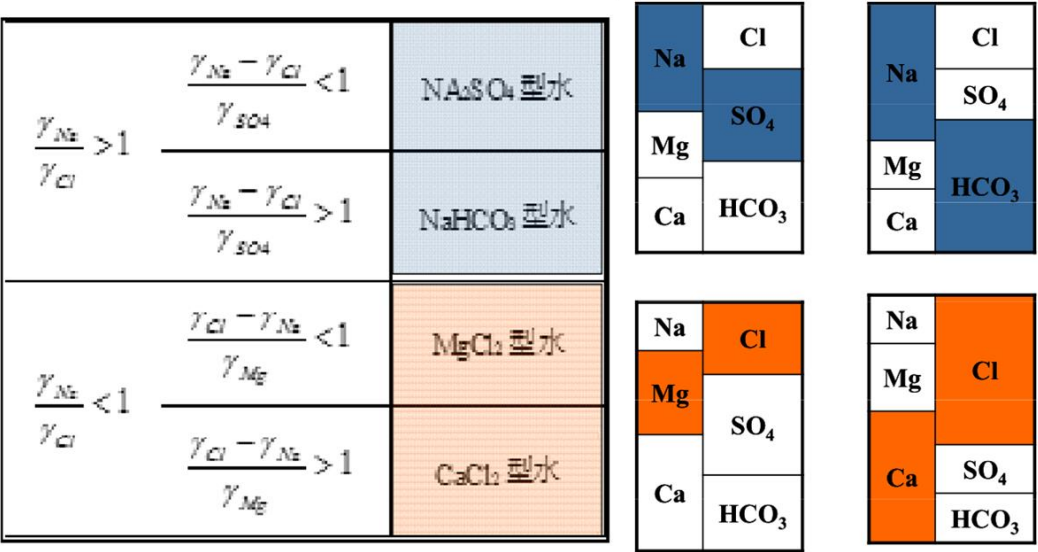 γNa/γCl >1
(γNa − γCl)/γSO4 <1
NA₂SO₄ 型水
(γNa − γCl)/γSO4 >1
NaHCO₃ 型水
γNa/γCl <1
(γCl − γNa)/γMg <1
MgCl₂ 型水
(γCl − γNa)/γMg >1
CaCl₂ 型水
Na
Cl
SO₄
Mg
Ca
HCO₃
Na
Cl
SO₄
Mg
HCO₃
Ca
Na
Cl
Mg
SO₄
Ca
HCO₃
Na
Mg
Cl
Ca
SO₄
HCO₃